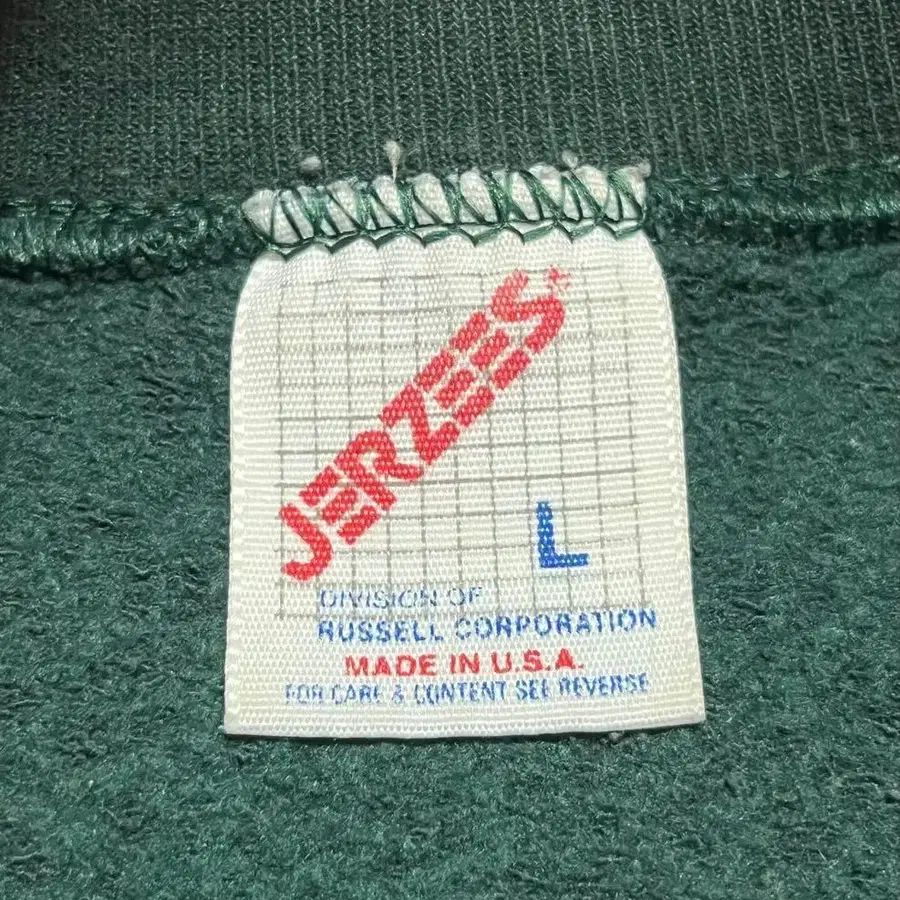 JERZEES
L
DIVISION OF
RUSSELL CORPORATION
MADE IN U.S.A.
FOR CARE & CONTENT SEE REVERSE